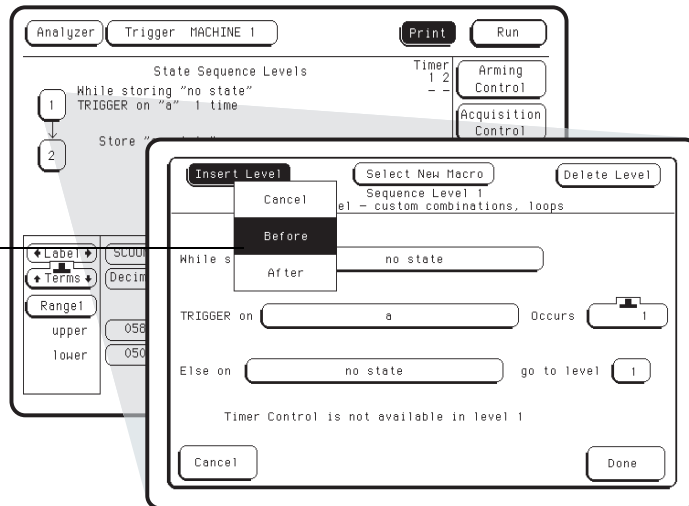 Analyzer Trigger MACHINE 1 Print Run
State Sequence Levels
Timer
1 2
- -
Arming
Control
1
While storing "no state"
TRIGGER on "a" 1 time
Acquisition
Control
2
Store
Label
Terms
Range1
upper 058
lower 050
Insert Level Select New Macro Delete Level
Cancel
Before
After
Sequence Level 1
el – custom combinations, loops
While s no state
TRIGGER on a Occurs 1
Else on no state go to level 1
Timer Control is not available in level 1
Cancel Done